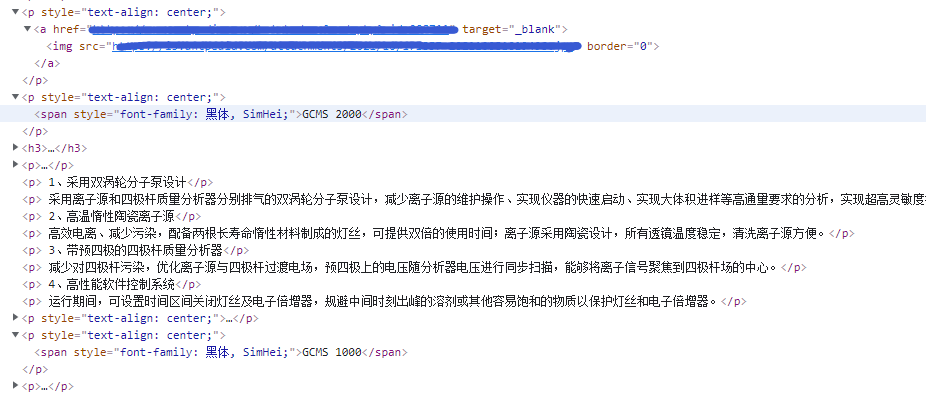 <p style="text-align: center;">
<a href=" target="_blank">
<img src=" border="0">
</a>
</p>
<p style="text-align: center;">
<span style="font-family: 黑体, SimHei;">GCMS 2000</span>
</p>
<h3>…</h3>
<p>…</p>
<p> 1、采用双涡轮分子泵设计</p>
<p> 采用离子源和四极杆质量分析器分别排气的双涡轮分子泵设计，减少离子源的维护操作、实现仪器的快速启动、实现大体积进样等高通量要求的分析，实现超高灵敏度
<p> 2、高温惰性陶瓷离子源</p>
<p> 高效电离、减少污染，配备两根长寿命惰性材料制成的灯丝，可提供双倍的使用时间；离子源采用陶瓷设计，所有透镜温度稳定，清洗离子源方便。</p>
<p> 3、带预四极的四极杆质量分析器</p>
<p> 减少对四极杆污染，优化离子源与四极杆过渡电场，预四极上的电压随分析器电压进行同步扫描，能够将离子信号聚焦到四极杆场的中心。</p>
<p> 4、高性能软件控制系统</p>
<p> 运行期间，可设置时间区间关闭灯丝及电子倍增器，规避中间时刻出峰的溶剂或其他容易饱和的物质以保护灯丝和电子倍增器。</p>
<p style="text-align: center;">…</p>
<p style="text-align: center;">
<span style="font-family: 黑体, SimHei;">GCMS 1000</span>
</p>
<p>…</p>